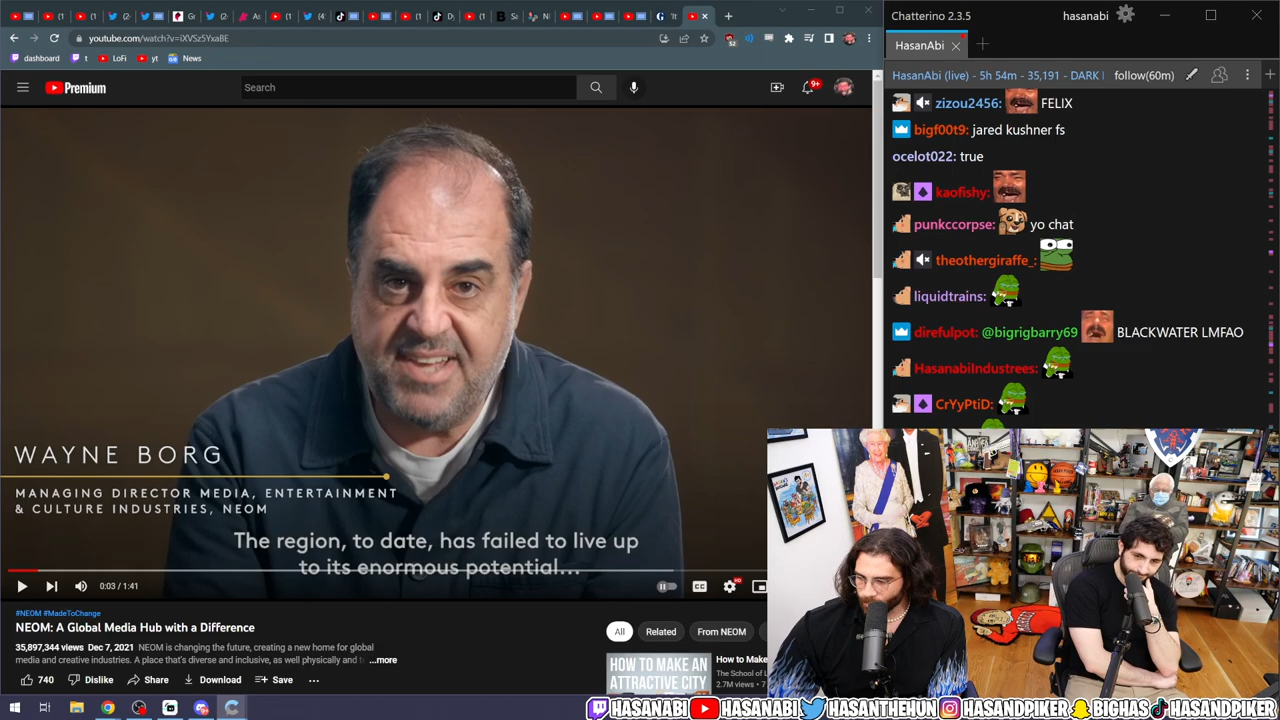 youtube.com/watch?v=iXVSz5YxaBE
dashboard
t
LoFi
yt
News
Premium
Search
9+
WAYNE BORG
MANAGING DIRECTOR MEDIA, ENTERTAINMENT
& CULTURE INDUSTRIES, NEOM
The region, to date, has failed to live up
to its enormous potential...
0:03 / 1:41
#NEOM #MadeToChange
NEOM: A Global Media Hub with a Difference
35,897,344 views Dec 7, 2021 NEOM is changing the future, creating a new home for global
media and creative industries. A place that's diverse and inclusive, as well physically and t
...more
740
Dislike
Share
Download
Save
All
Related
From NEOM
HOW TO MAKE AN
ATTRACTIVE CITY
How to Make
The School of L
2.7M views
Chatterino 2.3.5
hasanabi
HasanAbi
HasanAbi (live) - 5h 54m - 35,191 - DARK
follow(60m)
zizou2456: FELIX
bigf00t9: jared kushner fs
ocelot022: true
kaofishy:
punkccorpse: yo chat
theothergiraffe_:
liquidtrains:
direfulpot: @bigrigbarry69 BLACKWATER LMFAO
HasanabiIndustrees:
CrYyPtiD:
HASANABI
HASANABI
HASANTHEHUN
HASANDPIKER
BIGHAS
HASANDPIKER